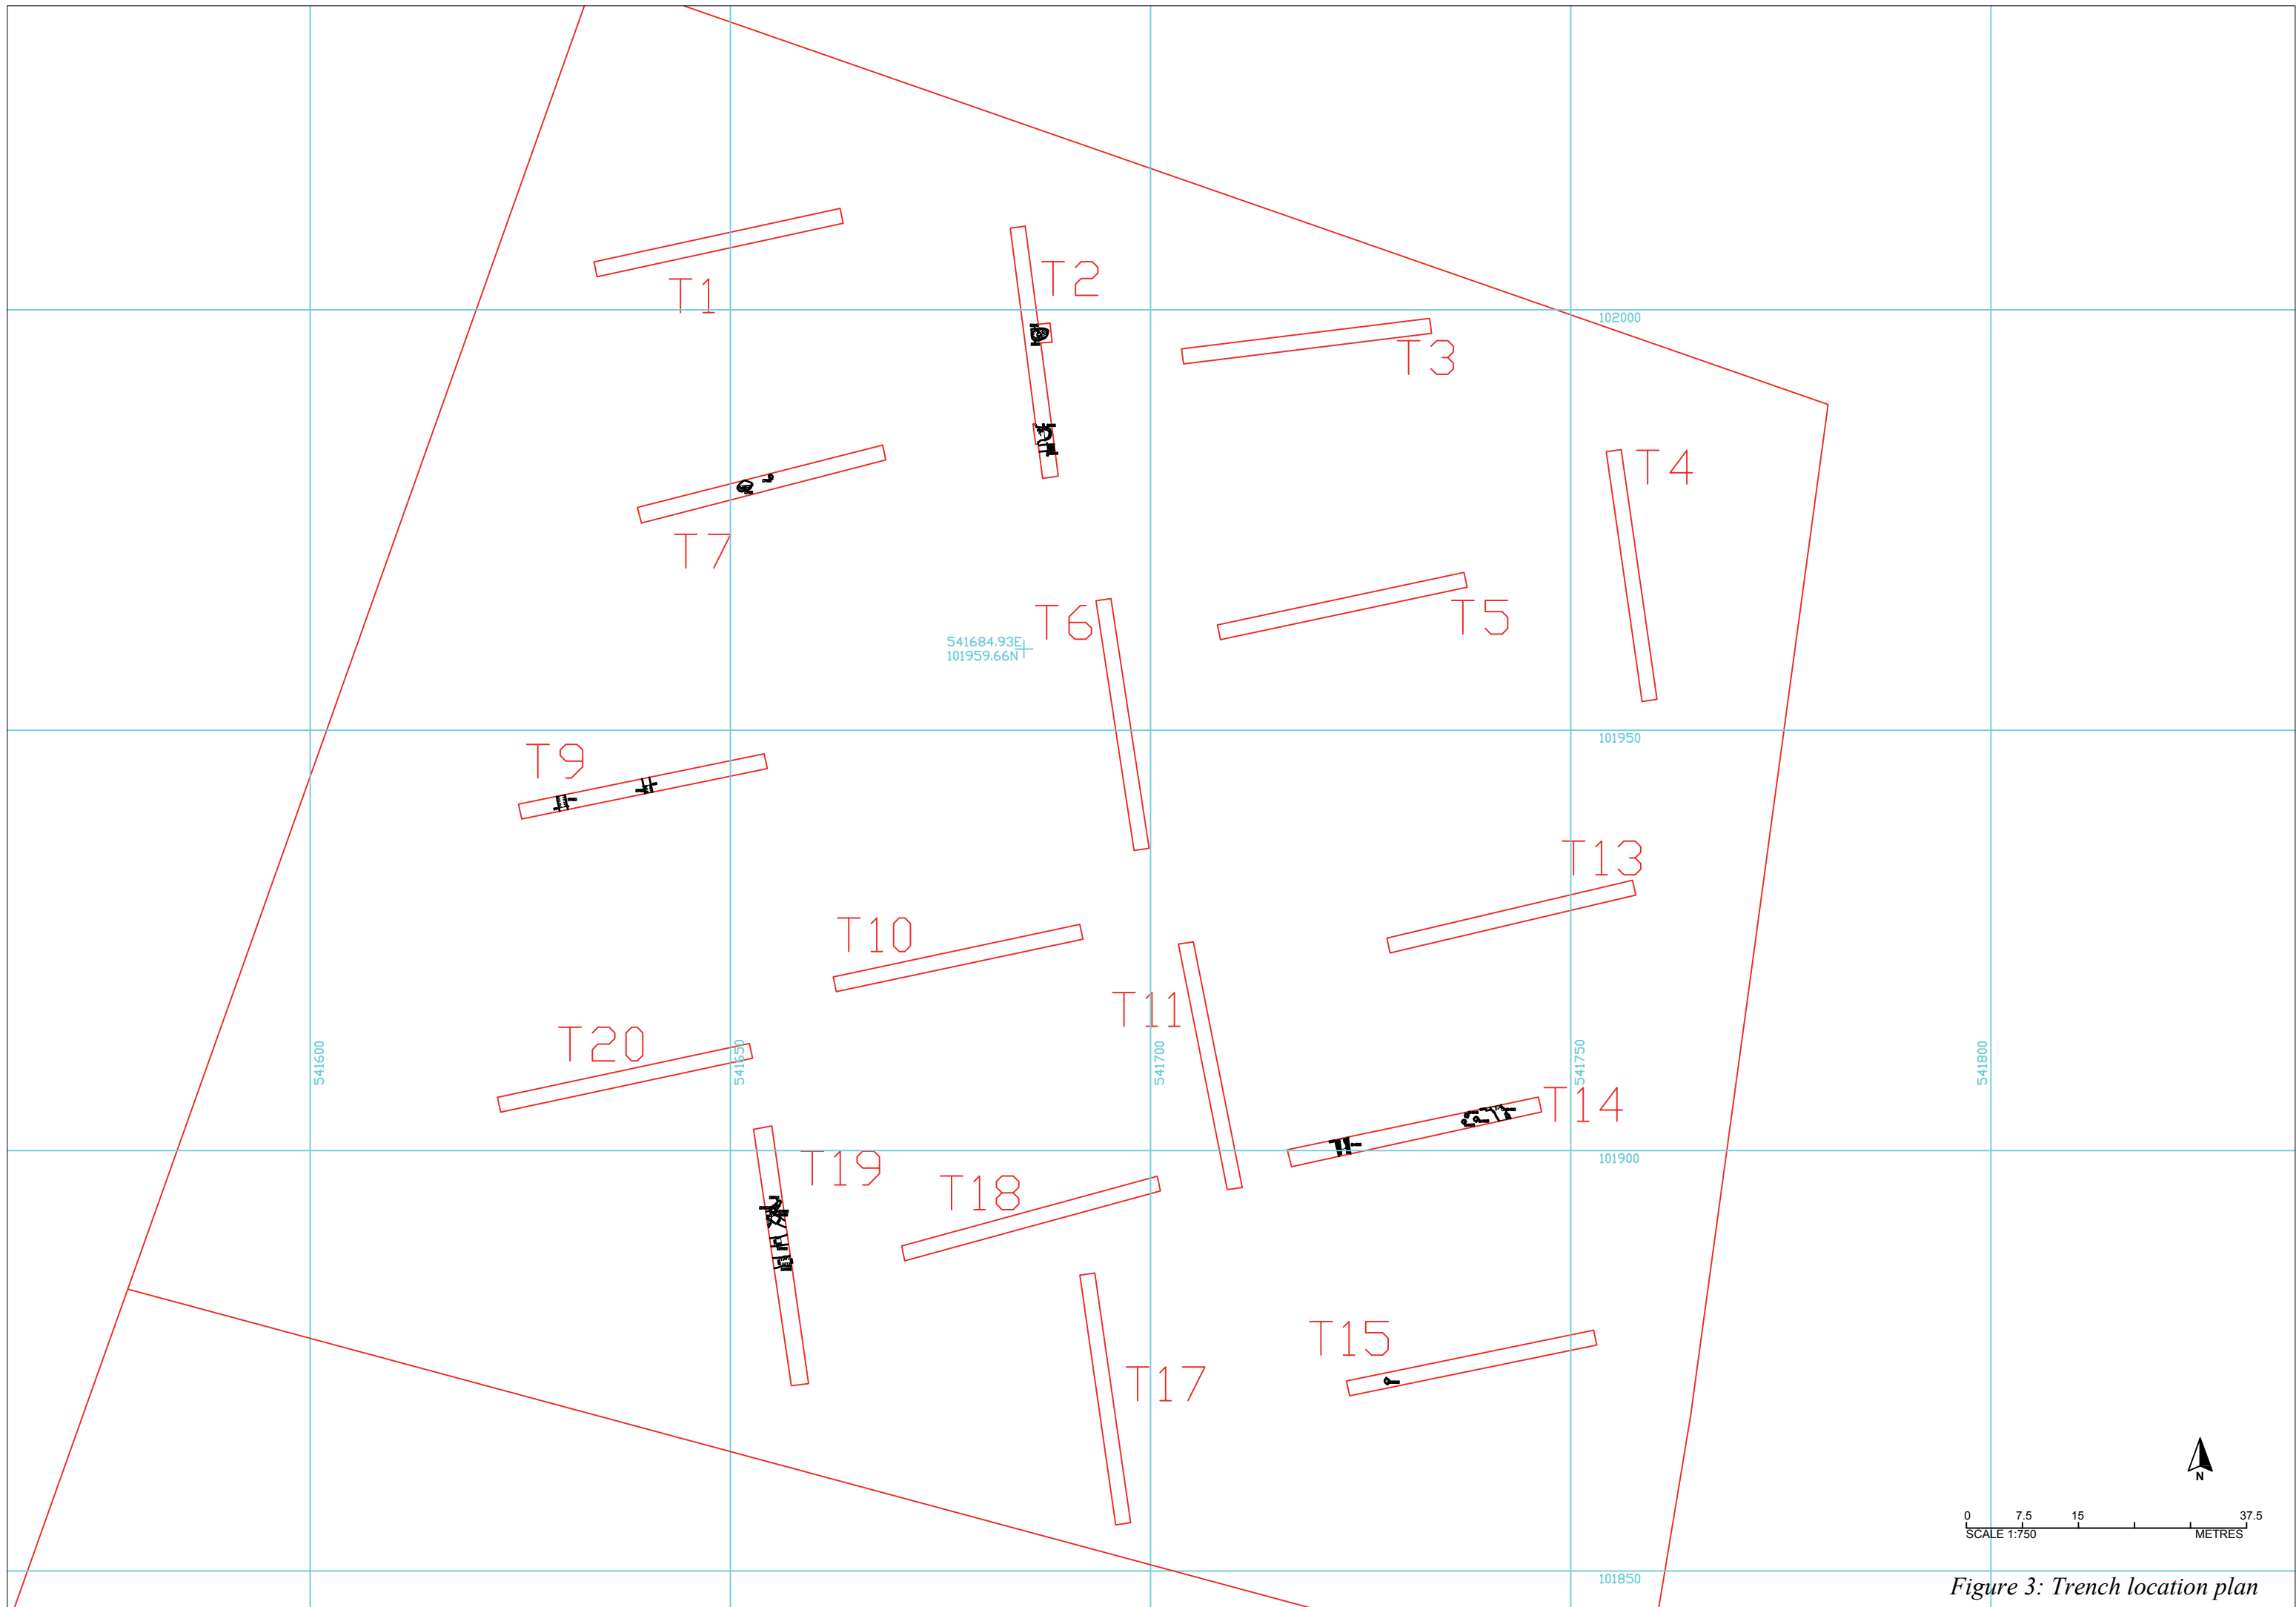 T1
T2
102000
T3
T4
T7
T5
T6
541684.93E
101959.66N
101950
T9
T13
T10
T11
T20
541600
541650
541700
541750
541800
T14
101900
T19
T18
T15
T17
N
0 7.5 15 37.5
SCALE 1:750 METRES
101850
Figure 3: Trench location plan